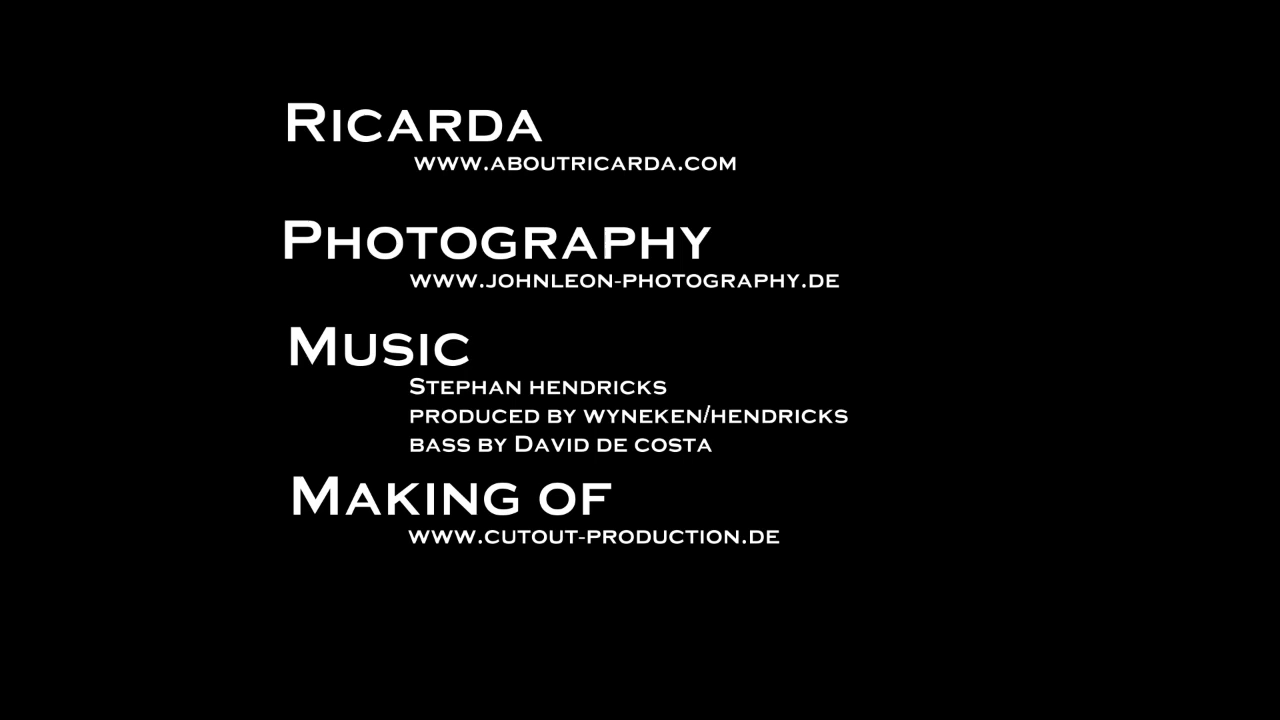 Ricarda
www.aboutricarda.com
Photography
www.johnleon-photography.de
Music
Stephan hendricks
produced by wyneken/hendricks
bass by David de costa
Making of
www.cutout-production.de